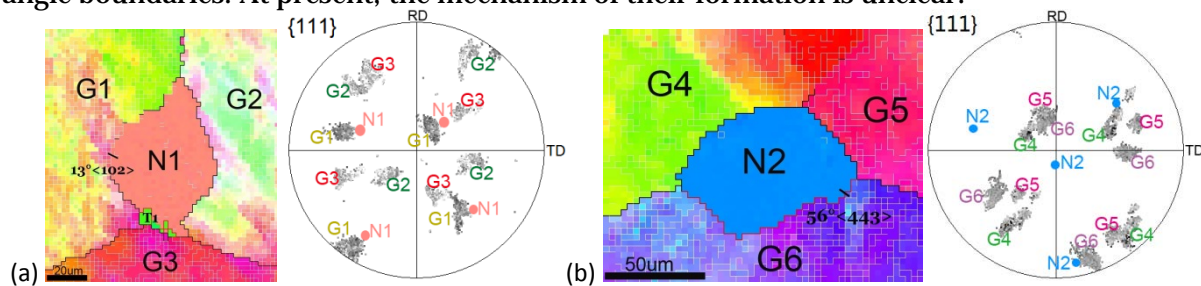 angle boundaries. At present, the mechanism of their formation is unclear.
{111}
RD
TD
G1
G2
N1
13°<102>
T1
G3
20um
(a)
G3
G2
G2
N1
G3
G1
G1
G3
G2
G2
G3
G1
N1
N1
G1
{111}
RD
TD
G4
G5
N2
56°<443>
G6
50um
(b)
N2
N2
G5
G6
G4
G5
G4
G6
N2
G6
G5
G4
G5
G6
G4
N2